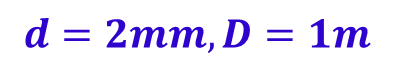 d = 2mm, D = 1m